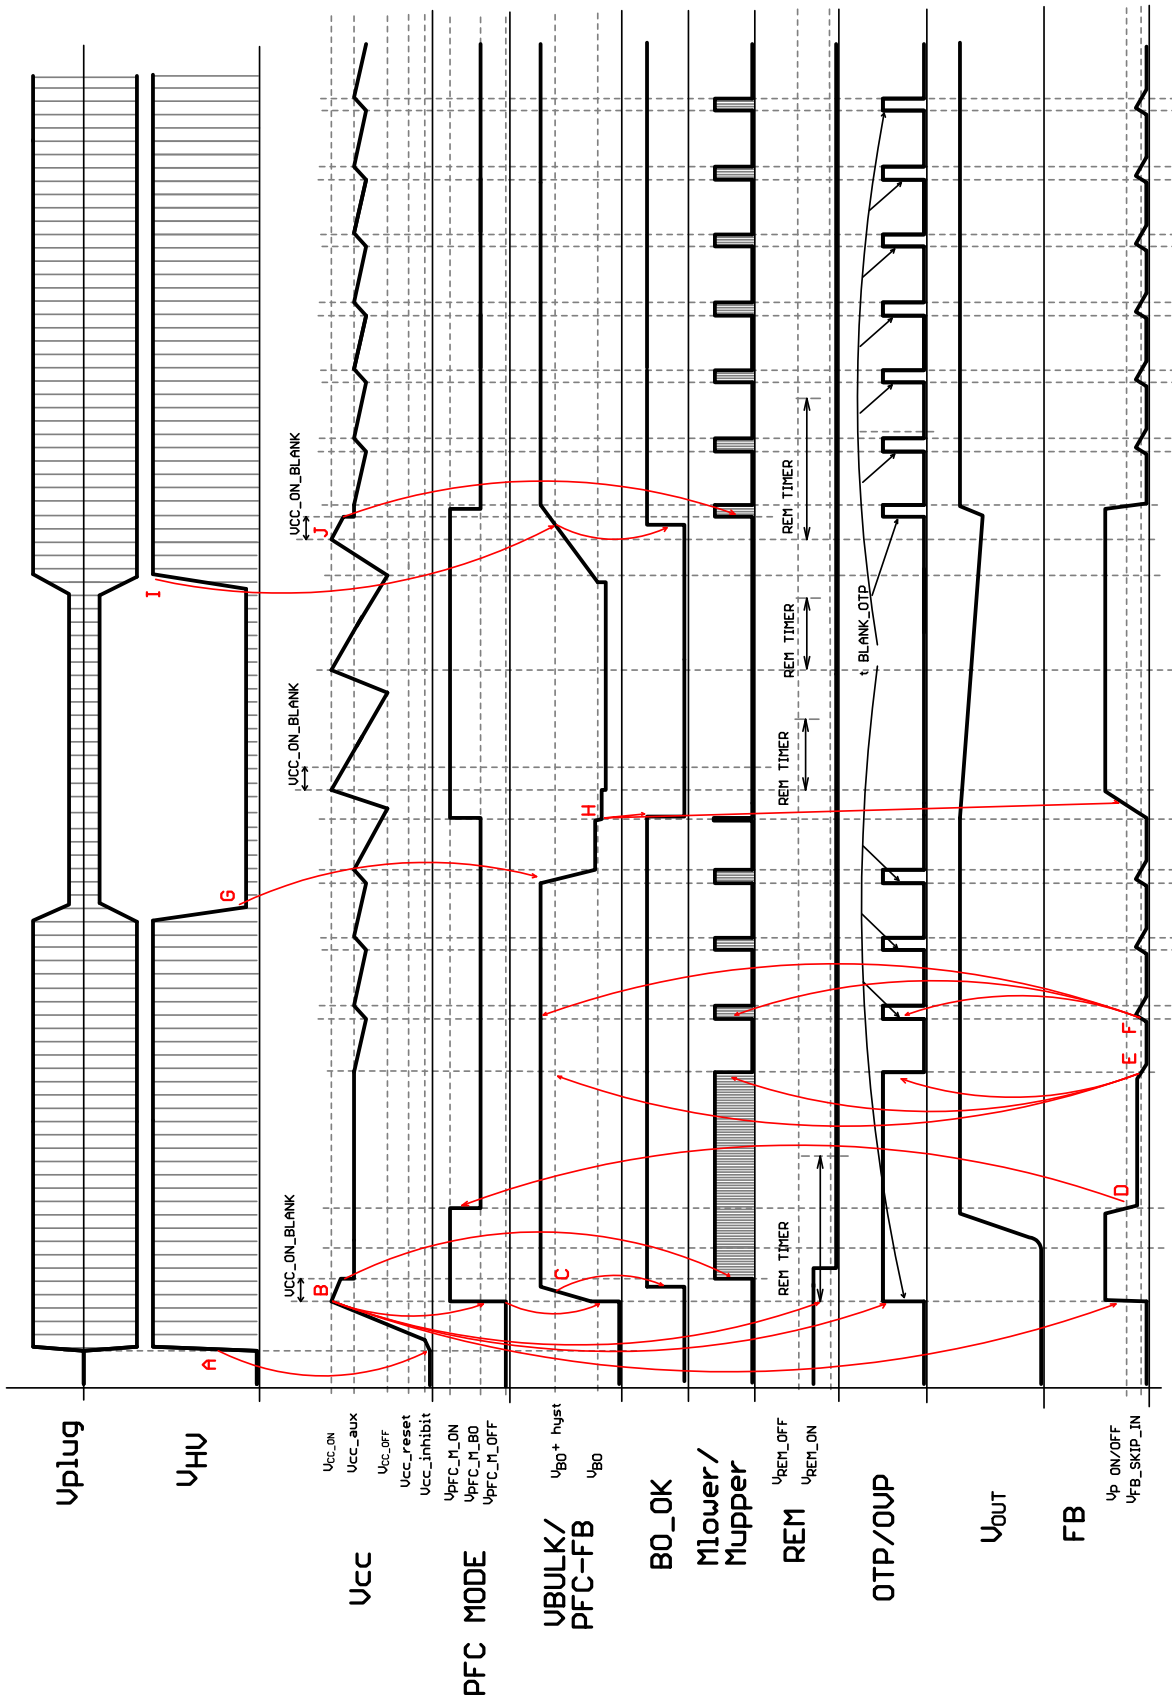 Vplug
VHV
A
G
I
VCC_ON
Vcc_aux
VCC_OFF
Vcc_reset
Vcc_inhibit
Vcc
VCC_ON_BLANK
VCC_ON_BLANK
VCC_ON_BLANK
B
J
VPFC_M_ON
VPFC_M_BO
VPFC_M_OFF
PFC MODE
VBO+ hyst
VBO
VBULK/
PFC-FB
C
H
BO_OK
Mlower/
Mupper
VREM_OFF
VREM_ON
REM
REM TIMER
REM TIMER
REM TIMER
REM TIMER
OTP/OVP
t BLANK_OTP
VOUT
VP ON/OFF
VFB_SKIP_IN
FB
D
E
F